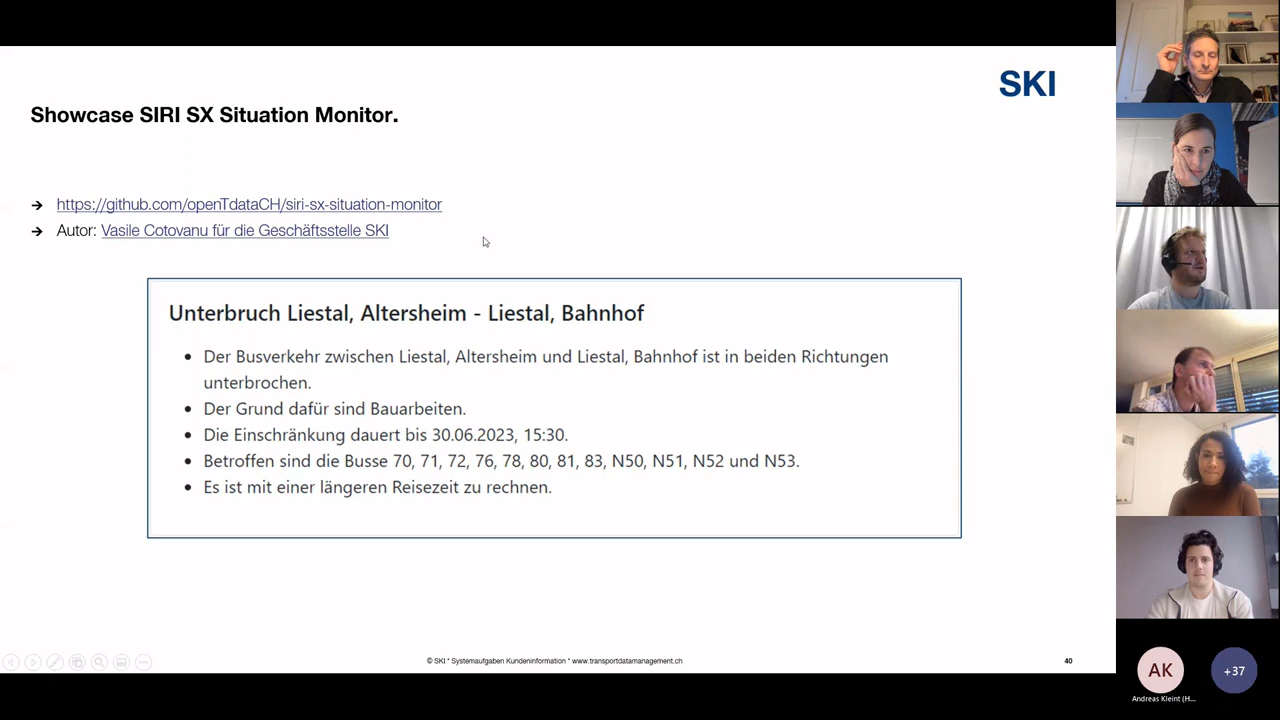 SKI
Showcase SIRI SX Situation Monitor.
→ https://github.com/openTdataCH/siri-sx-situation-monitor
→ Autor: Vasile Cotovanu für die Geschäftsstelle SKI
Unterbruch Liestal, Altersheim - Liestal, Bahnhof
• Der Busverkehr zwischen Liestal, Altersheim und Liestal, Bahnhof ist in beiden Richtungen
unterbrochen.
• Der Grund dafür sind Bauarbeiten.
• Die Einschränkung dauert bis 30.06.2023, 15:30.
• Betroffen sind die Busse 70, 71, 72, 76, 78, 80, 81, 83, N50, N51, N52 und N53.
• Es ist mit einer längeren Reisezeit zu rechnen.
© SKI * Systemaufgaben Kundeninformation * www.transportdatamanagement.ch
40
AK
+37
Andreas Kleint (H...